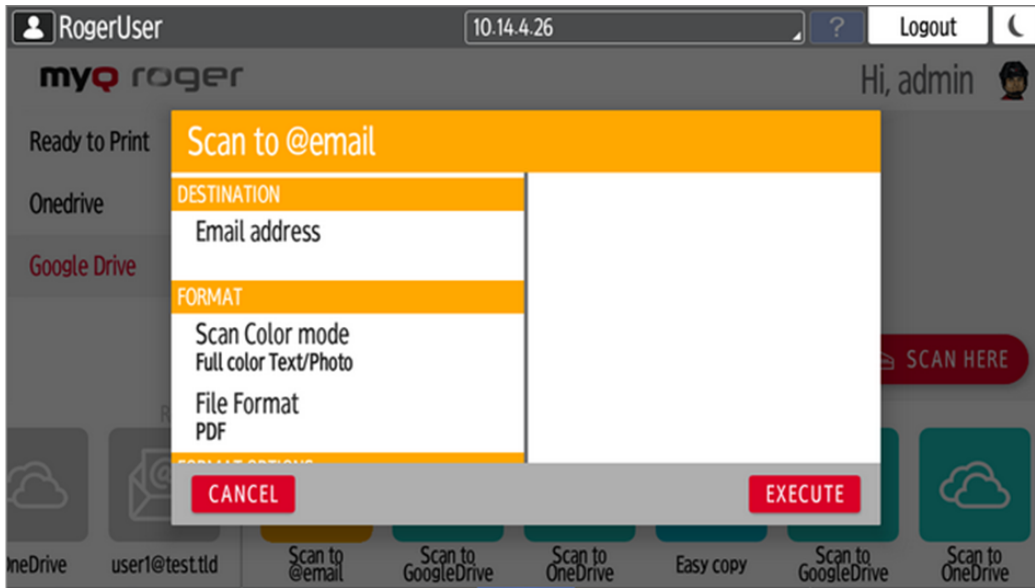 RogerUser
10.14.4.26
?
Logout
myQ roger
Hi, admin
Ready to Print
Onedrive
Google Drive
Scan to @email
DESTINATION
Email address
FORMAT
Scan Color mode
Full color Text/Photo
File Format
PDF
FORMAT OPTIONS
CANCEL
EXECUTE
SCAN HERE
R
OneDrive
user1@test.tld
Scan to
@email
Scan to
GoogleDrive
Scan to
OneDrive
Easy copy
Scan to
GoogleDrive
Scan to
OneDrive